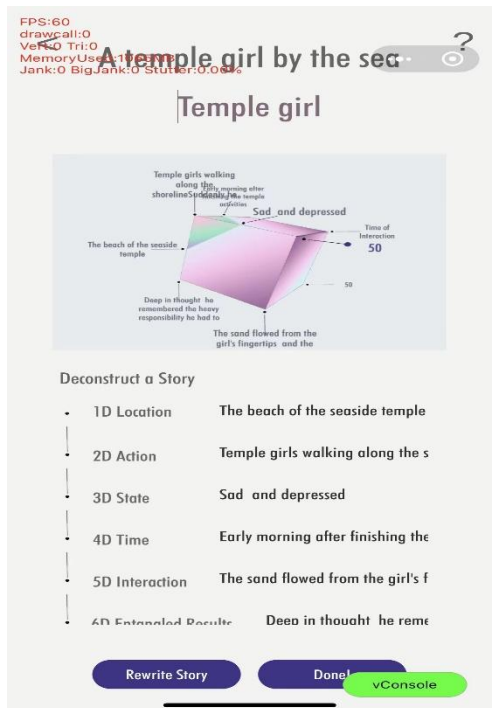 FPS:60
drawcall:0
Vert:0 Tri:0
Jank:0 BigJank:0 Stutter:0.00%
A temple girl by the sea
?
Temple girl
Temple girls walking
along the
shorelineSuddenly he
Early morning after
finishing the temple
activities
Sad and depressed
Time of
Interaction
50
The beach of the seaside
temple
50
Deep in thought he
remembered the heavy
responsibility he had to
The sand flowed from the
girl's fingertips and the
Deconstruct a Story
1D Location The beach of the seaside temple
2D Action Temple girls walking along the s
3D State Sad and depressed
4D Time Early morning after finishing the
5D Interaction The sand flowed from the girl's f
6D Entangled Results Deep in thought he reme
Rewrite Story
Done!
vConsole